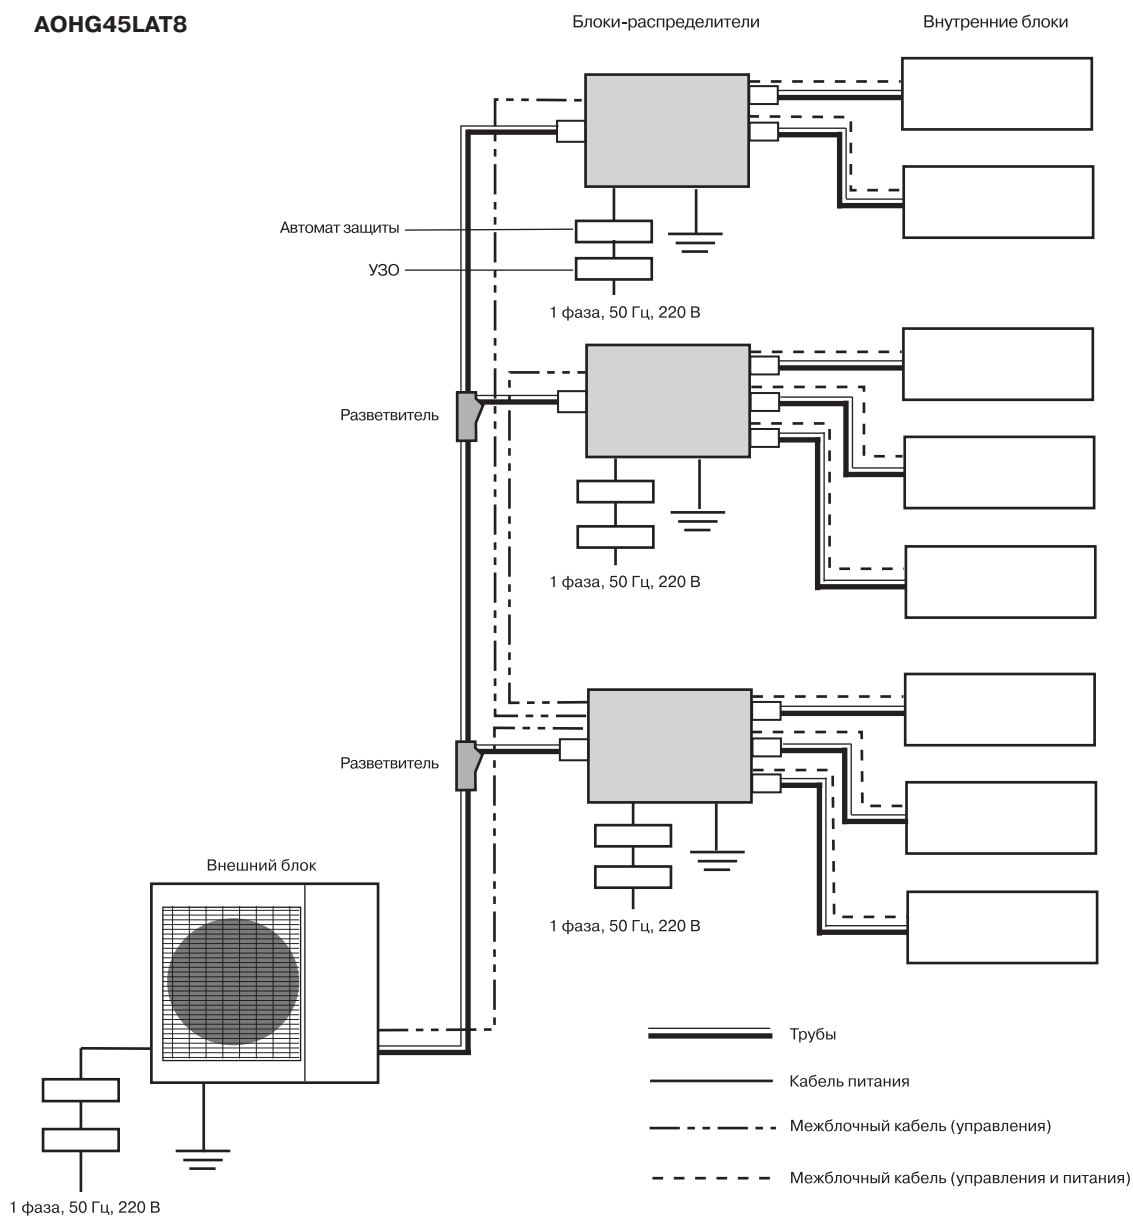 AOHG45LAT8
Блоки-распределители
Внутренние блоки
Автомат защиты
УЗО
1 фаза, 50 Гц, 220 В
Разветвитель
1 фаза, 50 Гц, 220 В
Разветвитель
Внешний блок
1 фаза, 50 Гц, 220 В
Трубы
Кабель питания
Межблочный кабель (управления)
Межблочный кабель (управления и питания)
1 фаза, 50 Гц, 220 В